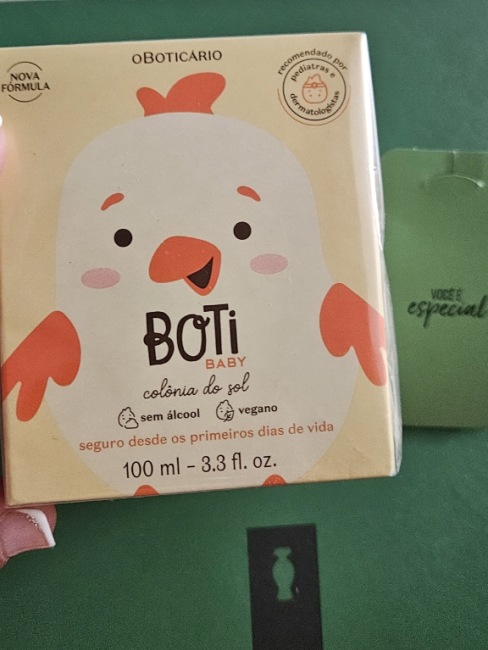 oBOTICÁRIO
NOVA
FÓRMULA
recomendado por
pediatras e
dermatologistas
BOTi
BABY
colônia do sol
sem álcool
vegano
seguro desde os primeiros dias de vida
100 ml – 3.3 fl. oz.
VOCÊ É
especial